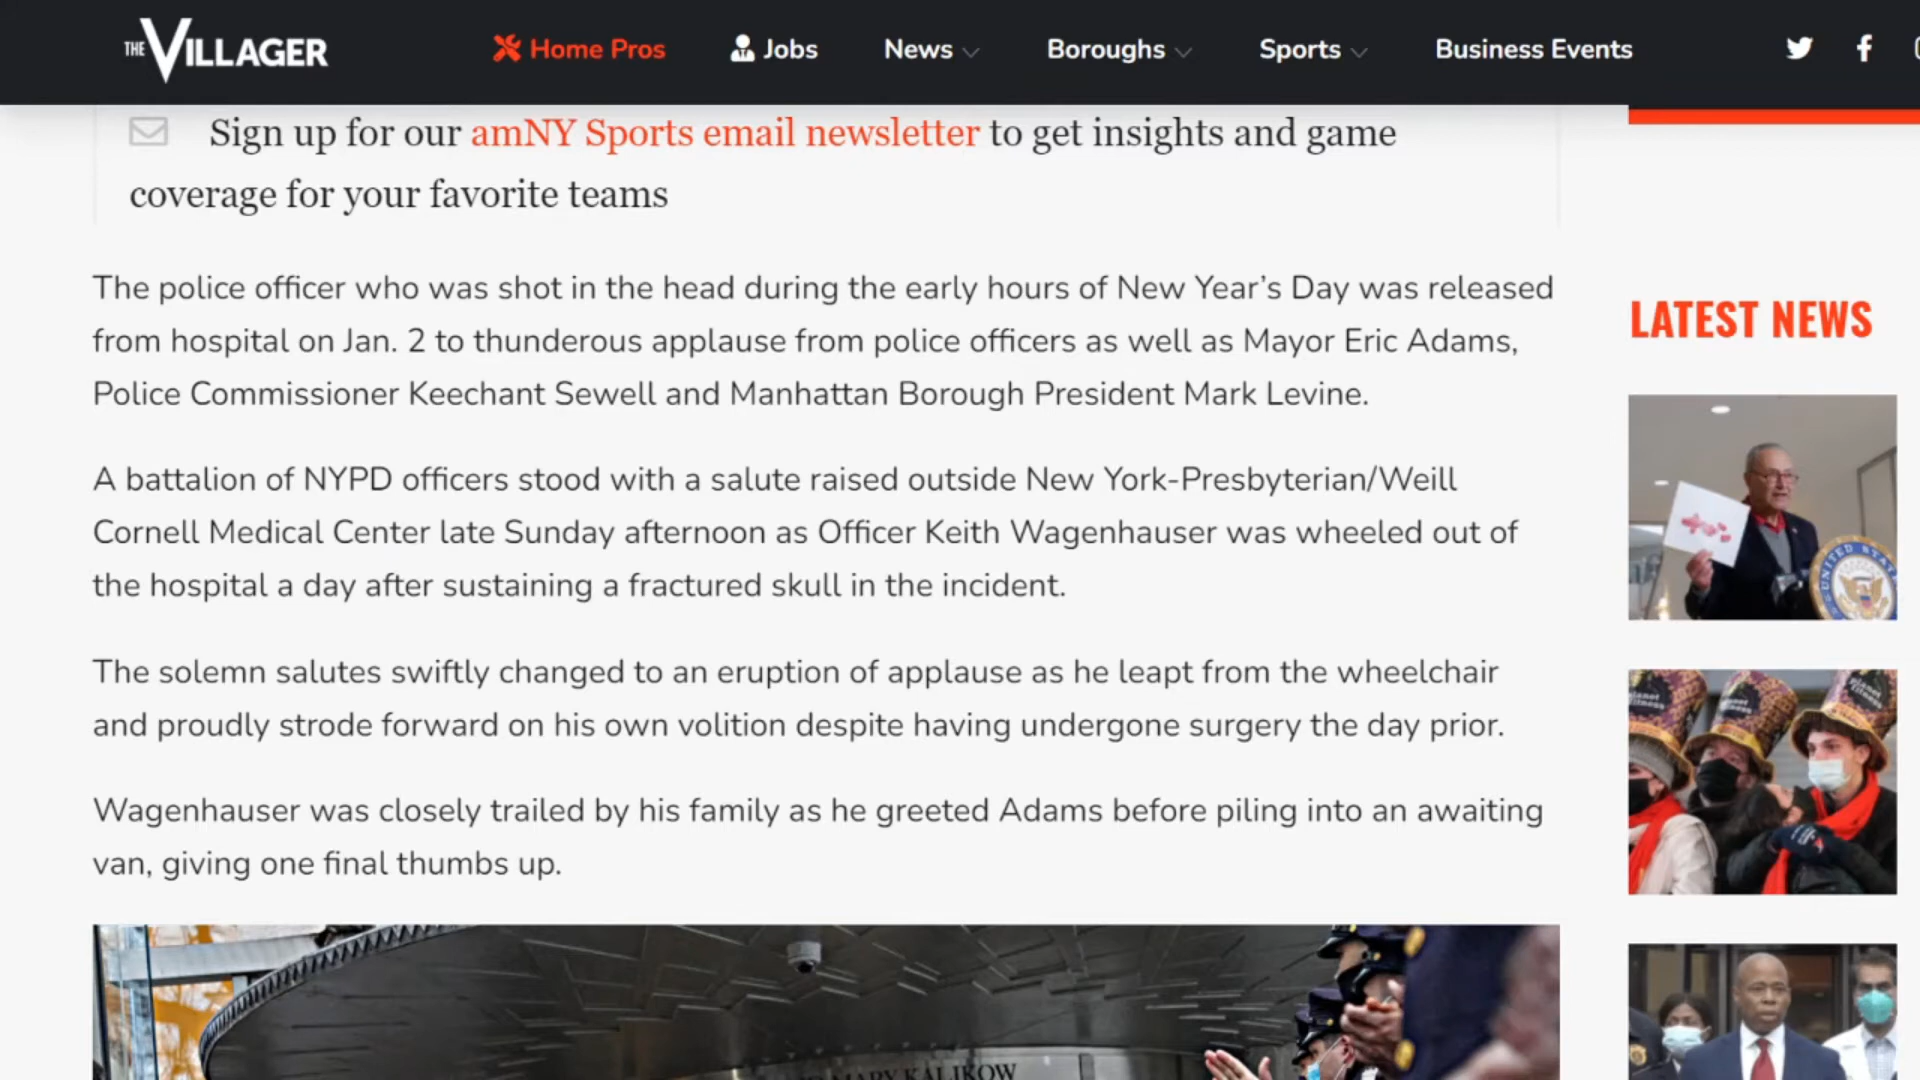 THE VILLAGER
Home Pros
Jobs
News
Boroughs
Sports
Business Events
Sign up for our amNY Sports email newsletter to get insights and game
coverage for your favorite teams
The police officer who was shot in the head during the early hours of New Year’s Day was released
from hospital on Jan. 2 to thunderous applause from police officers as well as Mayor Eric Adams,
Police Commissioner Keechant Sewell and Manhattan Borough President Mark Levine.
A battalion of NYPD officers stood with a salute raised outside New York-Presbyterian/Weill
Cornell Medical Center late Sunday afternoon as Officer Keith Wagenhauser was wheeled out of
the hospital a day after sustaining a fractured skull in the incident.
The solemn salutes swiftly changed to an eruption of applause as he leapt from the wheelchair
and proudly strode forward on his own volition despite having undergone surgery the day prior.
Wagenhauser was closely trailed by his family as he greeted Adams before piling into an awaiting
van, giving one final thumbs up.
KALIKOW
LATEST NEWS
UNITED STATES
planet fitness